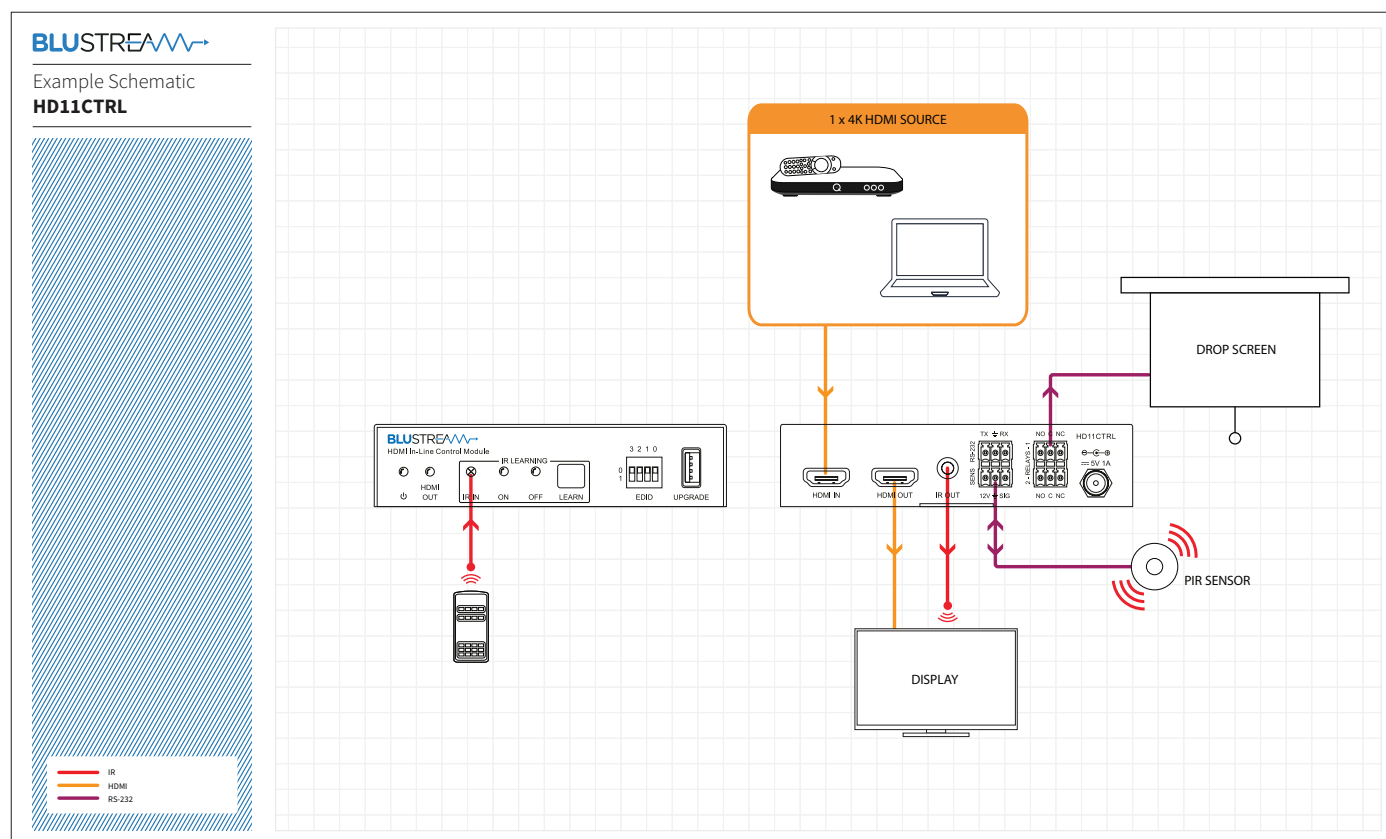 BLUSTREAM
Example Schematic
HD11CTRL
1 x 4K HDMI SOURCE
DROP SCREEN
BLUSTREAM
HDMI In-Line Control Module
IR LEARNING
HDMI
OUT
IR IN
ON
OFF
LEARN
3 2 1 0
0
1
EDID
UPGRADE
HDMI IN
HDMI OUT
IR OUT
TX RX
RS-232
SENS
12V SIG
NO C NC
2 - RELAYS - 1
NO C NC
HD11CTRL
5V 1A
PIR SENSOR
DISPLAY
IR
HDMI
RS-232